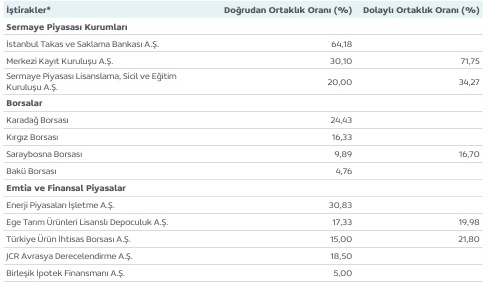 İştirakler* Doğrudan Ortaklık Oranı (%) Dolaylı Ortaklık Oranı (%)
Sermaye Piyasası Kurumları
İstanbul Takas ve Saklama Bankası A.Ş. 64,18
Merkezi Kayıt Kuruluşu A.Ş. 30,10 71,75
Sermaye Piyasası Lisanslama, Sicil ve Eğitim
Kuruluşu A.Ş. 20,00 34,27
Borsalar
Karadağ Borsası 24,43
Kırgız Borsası 16,33
Saraybosna Borsası 9,89 16,70
Bakü Borsası 4,76
Emtia ve Finansal Piyasalar
Enerji Piyasaları İşletme A.Ş. 30,83
Ege Tarım Ürünleri Lisanslı Depoculuk A.Ş. 17,33 19,98
Türkiye Ürün İhtisas Borsası A.Ş. 15,00 21,80
JCR Avrasya Derecelendirme A.Ş. 18,50
Birleşik İpotek Finansmanı A.Ş. 5,00